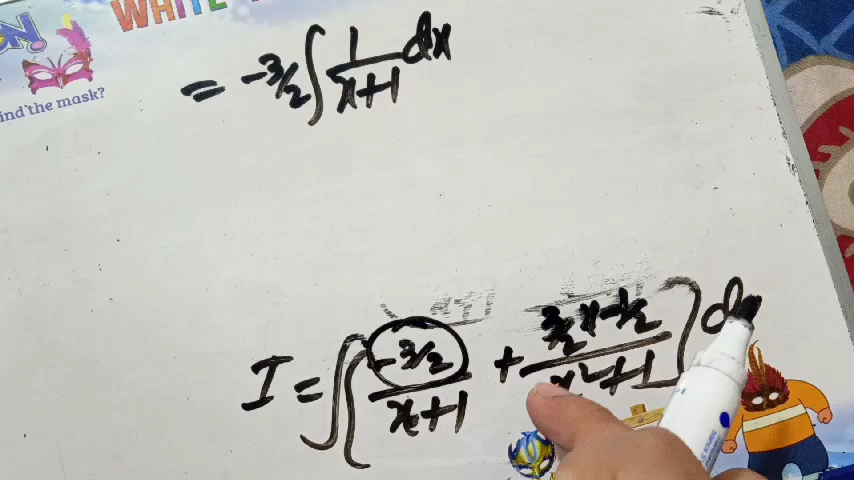 WHITE
ON
ind the mask?
= -3/2 ∫ 1/(x+1) dx
I = ∫ [ (-3/2)/(x+1) + (3/2 x - 1/2)/(x²+1) ] dx